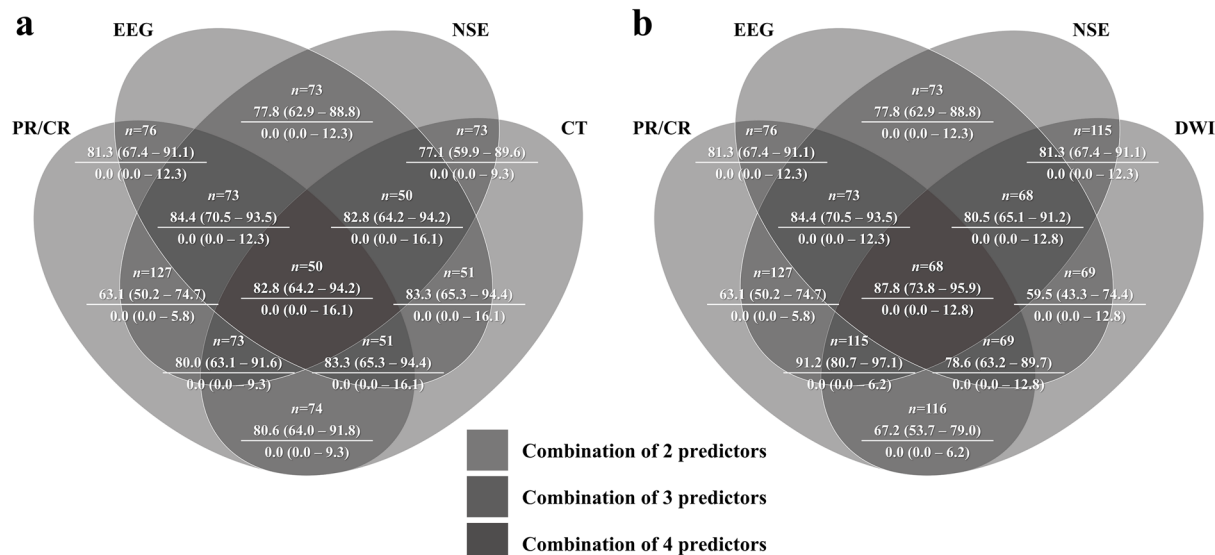 a
EEG
NSE
PR/CR
CT
n=73
77.8 (62.9 – 88.8)
0.0 (0.0 – 12.3)
n=76
81.3 (67.4 – 91.1)
0.0 (0.0 – 12.3)
n=73
77.1 (59.9 – 89.6)
0.0 (0.0 – 9.3)
n=73
84.4 (70.5 – 93.5)
0.0 (0.0 – 12.3)
n=50
82.8 (64.2 – 94.2)
0.0 (0.0 – 16.1)
n=127
63.1 (50.2 – 74.7)
0.0 (0.0 – 5.8)
n=50
82.8 (64.2 – 94.2)
0.0 (0.0 – 16.1)
n=51
83.3 (65.3 – 94.4)
0.0 (0.0 – 16.1)
n=73
80.0 (63.1 – 91.6)
0.0 (0.0 – 9.3)
n=51
83.3 (65.3 – 94.4)
0.0 (0.0 – 16.1)
n=74
80.6 (64.0 – 91.8)
0.0 (0.0 – 9.3)
b
EEG
NSE
PR/CR
DWI
n=73
77.8 (62.9 – 88.8)
0.0 (0.0 – 12.3)
n=76
81.3 (67.4 – 91.1)
0.0 (0.0 – 12.3)
n=115
81.3 (67.4 – 91.1)
0.0 (0.0 – 12.3)
n=73
84.4 (70.5 – 93.5)
0.0 (0.0 – 12.3)
n=68
80.5 (65.1 – 91.2)
0.0 (0.0 – 12.8)
n=127
63.1 (50.2 – 74.7)
0.0 (0.0 – 5.8)
n=68
87.8 (73.8 – 95.9)
0.0 (0.0 – 12.8)
n=69
59.5 (43.3 – 74.4)
0.0 (0.0 – 12.8)
n=115
91.2 (80.7 – 97.1)
0.0 (0.0 – 6.2)
n=69
78.6 (63.2 – 89.7)
0.0 (0.0 – 12.8)
n=116
67.2 (53.7 – 79.0)
0.0 (0.0 – 6.2)
Combination of 2 predictors
Combination of 3 predictors
Combination of 4 predictors